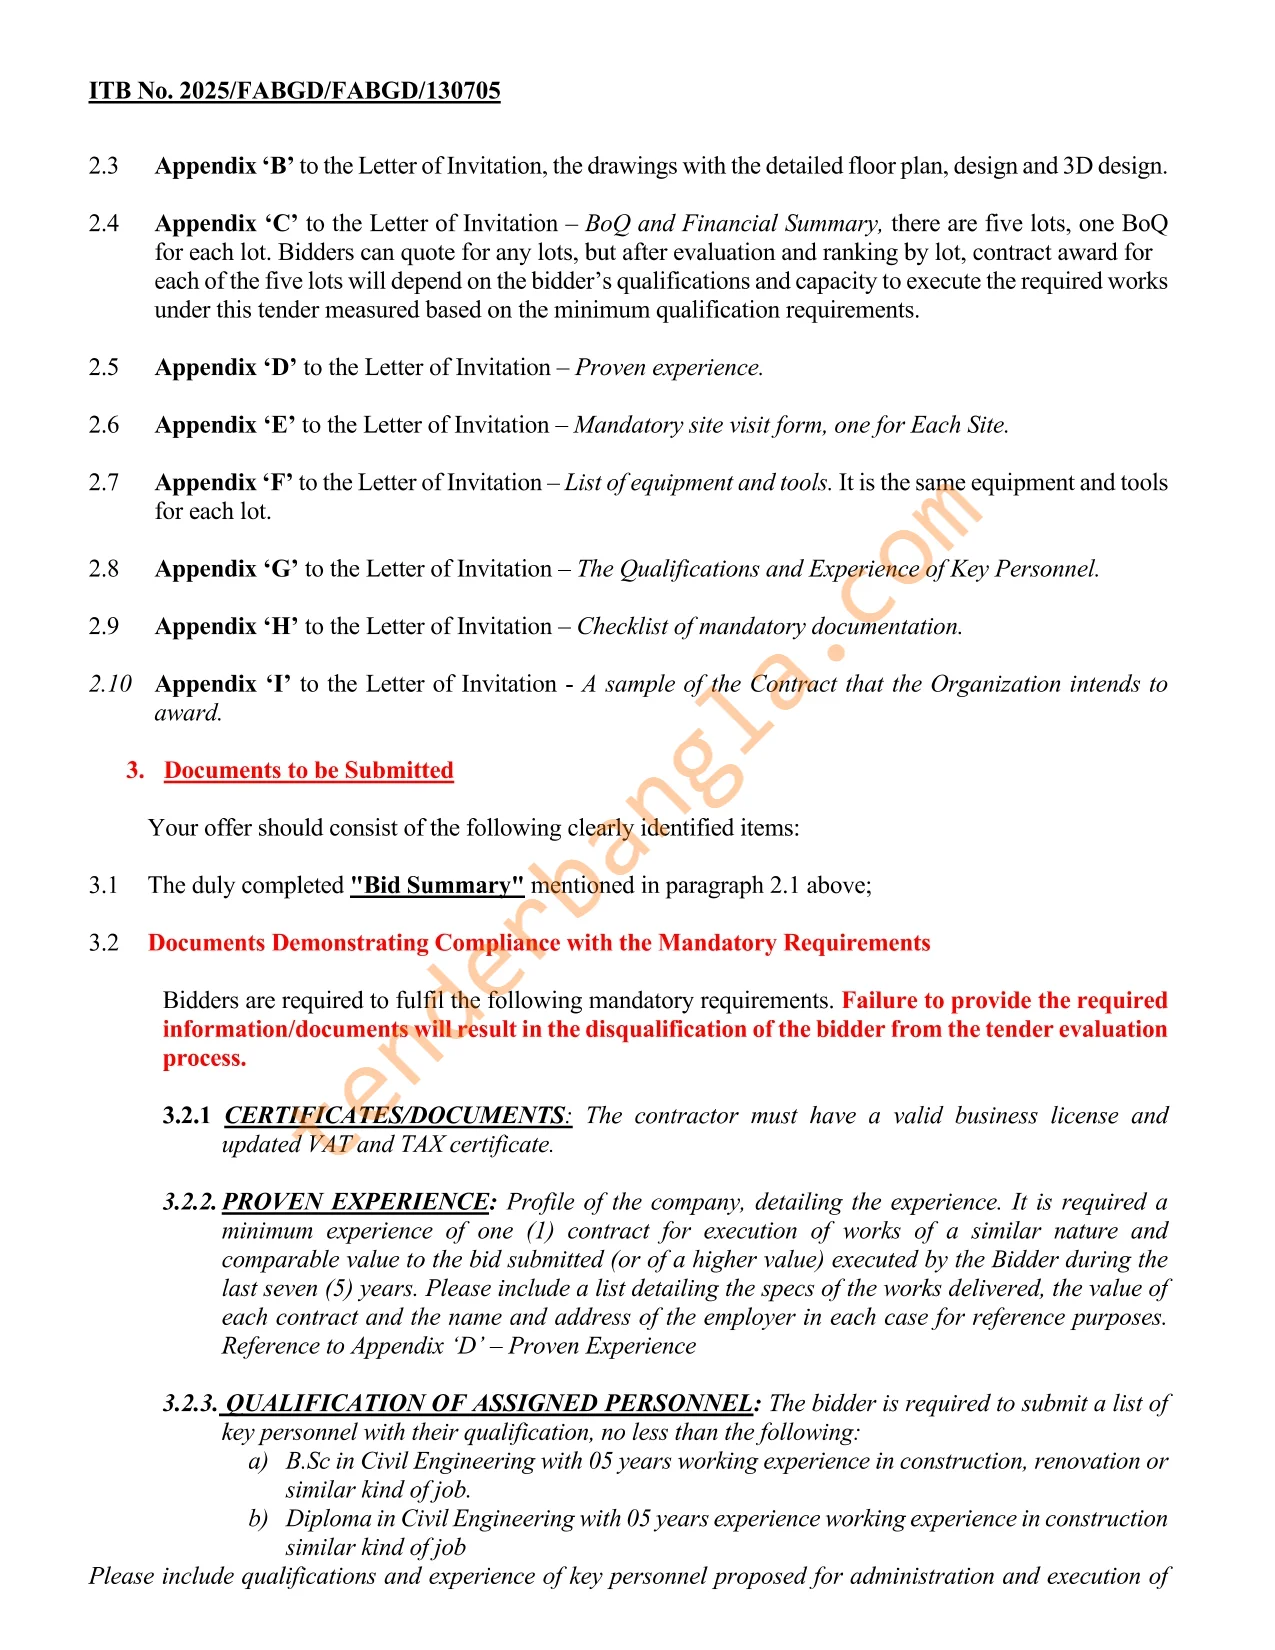 ITB No. 2025/FABGD/FABGD/130705
2.3 Appendix ‘B’ to the Letter of Invitation, the drawings with the detailed floor plan, design and 3D design.
2.4 Appendix ‘C’ to the Letter of Invitation – BoQ and Financial Summary, there are five lots, one BoQ
for each lot. Bidders can quote for any lots, but after evaluation and ranking by lot, contract award for
each of the five lots will depend on the bidder’s qualifications and capacity to execute the required works
under this tender measured based on the minimum qualification requirements.
2.5 Appendix ‘D’ to the Letter of Invitation – Proven experience.
2.6 Appendix ‘E’ to the Letter of Invitation – Mandatory site visit form, one for Each Site.
2.7 Appendix ‘F’ to the Letter of Invitation – List of equipment and tools. It is the same equipment and tools
for each lot.
2.8 Appendix ‘G’ to the Letter of Invitation – The Qualifications and Experience of Key Personnel.
2.9 Appendix ‘H’ to the Letter of Invitation – Checklist of mandatory documentation.
2.10 Appendix ‘I’ to the Letter of Invitation - A sample of the Contract that the Organization intends to
award.
3. Documents to be Submitted
Your offer should consist of the following clearly identified items:
3.1 The duly completed "Bid Summary" mentioned in paragraph 2.1 above;
3.2 Documents Demonstrating Compliance with the Mandatory Requirements
Bidders are required to fulfil the following mandatory requirements. Failure to provide the required
information/documents will result in the disqualification of the bidder from the tender evaluation
process.
3.2.1 CERTIFICATES/DOCUMENTS: The contractor must have a valid business license and
updated VAT and TAX certificate.
3.2.2. PROVEN EXPERIENCE: Profile of the company, detailing the experience. It is required a
minimum experience of one (1) contract for execution of works of a similar nature and
comparable value to the bid submitted (or of a higher value) executed by the Bidder during the
last seven (5) years. Please include a list detailing the specs of the works delivered, the value of
each contract and the name and address of the employer in each case for reference purposes.
Reference to Appendix ‘D’ – Proven Experience
3.2.3. QUALIFICATION OF ASSIGNED PERSONNEL: The bidder is required to submit a list of
key personnel with their qualification, no less than the following:
a) B.Sc in Civil Engineering with 05 years working experience in construction, renovation or
similar kind of job.
b) Diploma in Civil Engineering with 05 years experience working experience in construction
similar kind of job
Please include qualifications and experience of key personnel proposed for administration and execution of
tenderbangla.com